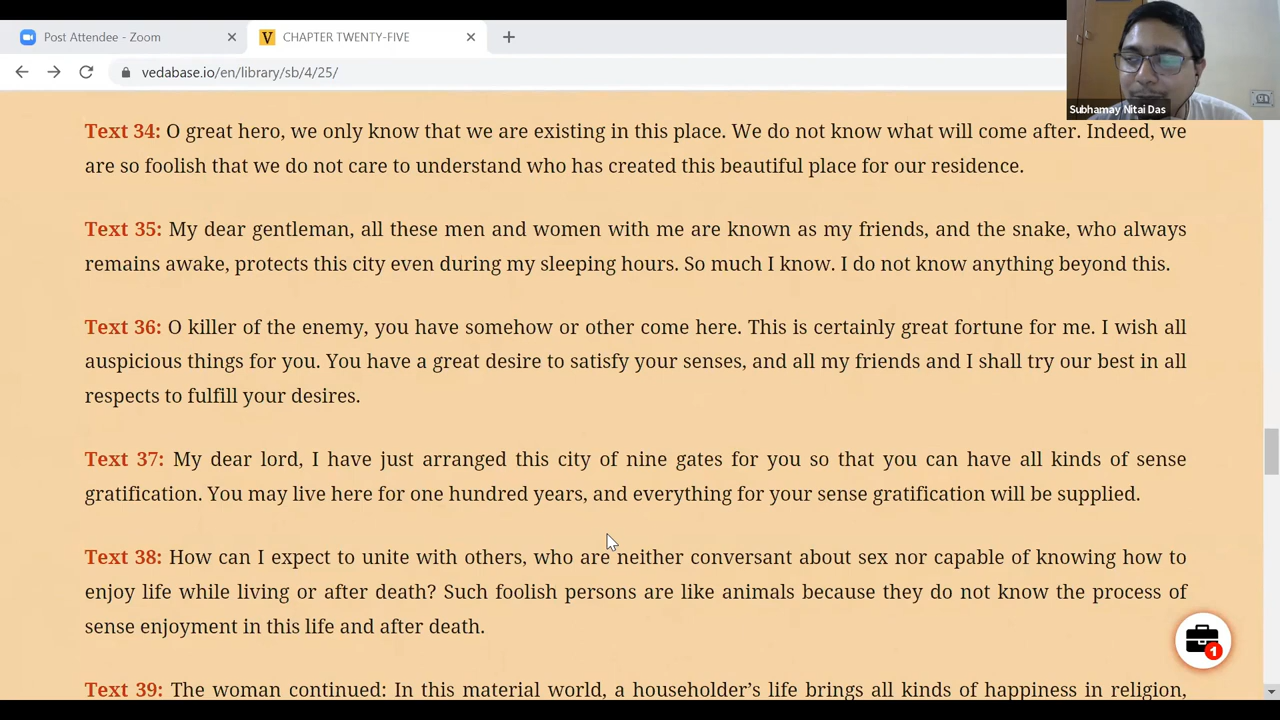 Post Attendee - Zoom
CHAPTER TWENTY-FIVE
vedabase.io/en/library/sb/4/25/
Subhamay Nitai Das
Text 34: O great hero, we only know that we are existing in this place. We do not know what will come after. Indeed, we
are so foolish that we do not care to understand who has created this beautiful place for our residence.
Text 35: My dear gentleman, all these men and women with me are known as my friends, and the snake, who always
remains awake, protects this city even during my sleeping hours. So much I know. I do not know anything beyond this.
Text 36: O killer of the enemy, you have somehow or other come here. This is certainly great fortune for me. I wish all
auspicious things for you. You have a great desire to satisfy your senses, and all my friends and I shall try our best in all
respects to fulfill your desires.
Text 37: My dear lord, I have just arranged this city of nine gates for you so that you can have all kinds of sense
gratification. You may live here for one hundred years, and everything for your sense gratification will be supplied.
Text 38: How can I expect to unite with others, who are neither conversant about sex nor capable of knowing how to
enjoy life while living or after death? Such foolish persons are like animals because they do not know the process of
sense enjoyment in this life and after death.
1
Text 39: The woman continued: In this material world, a householder’s life brings all kinds of happiness in religion,